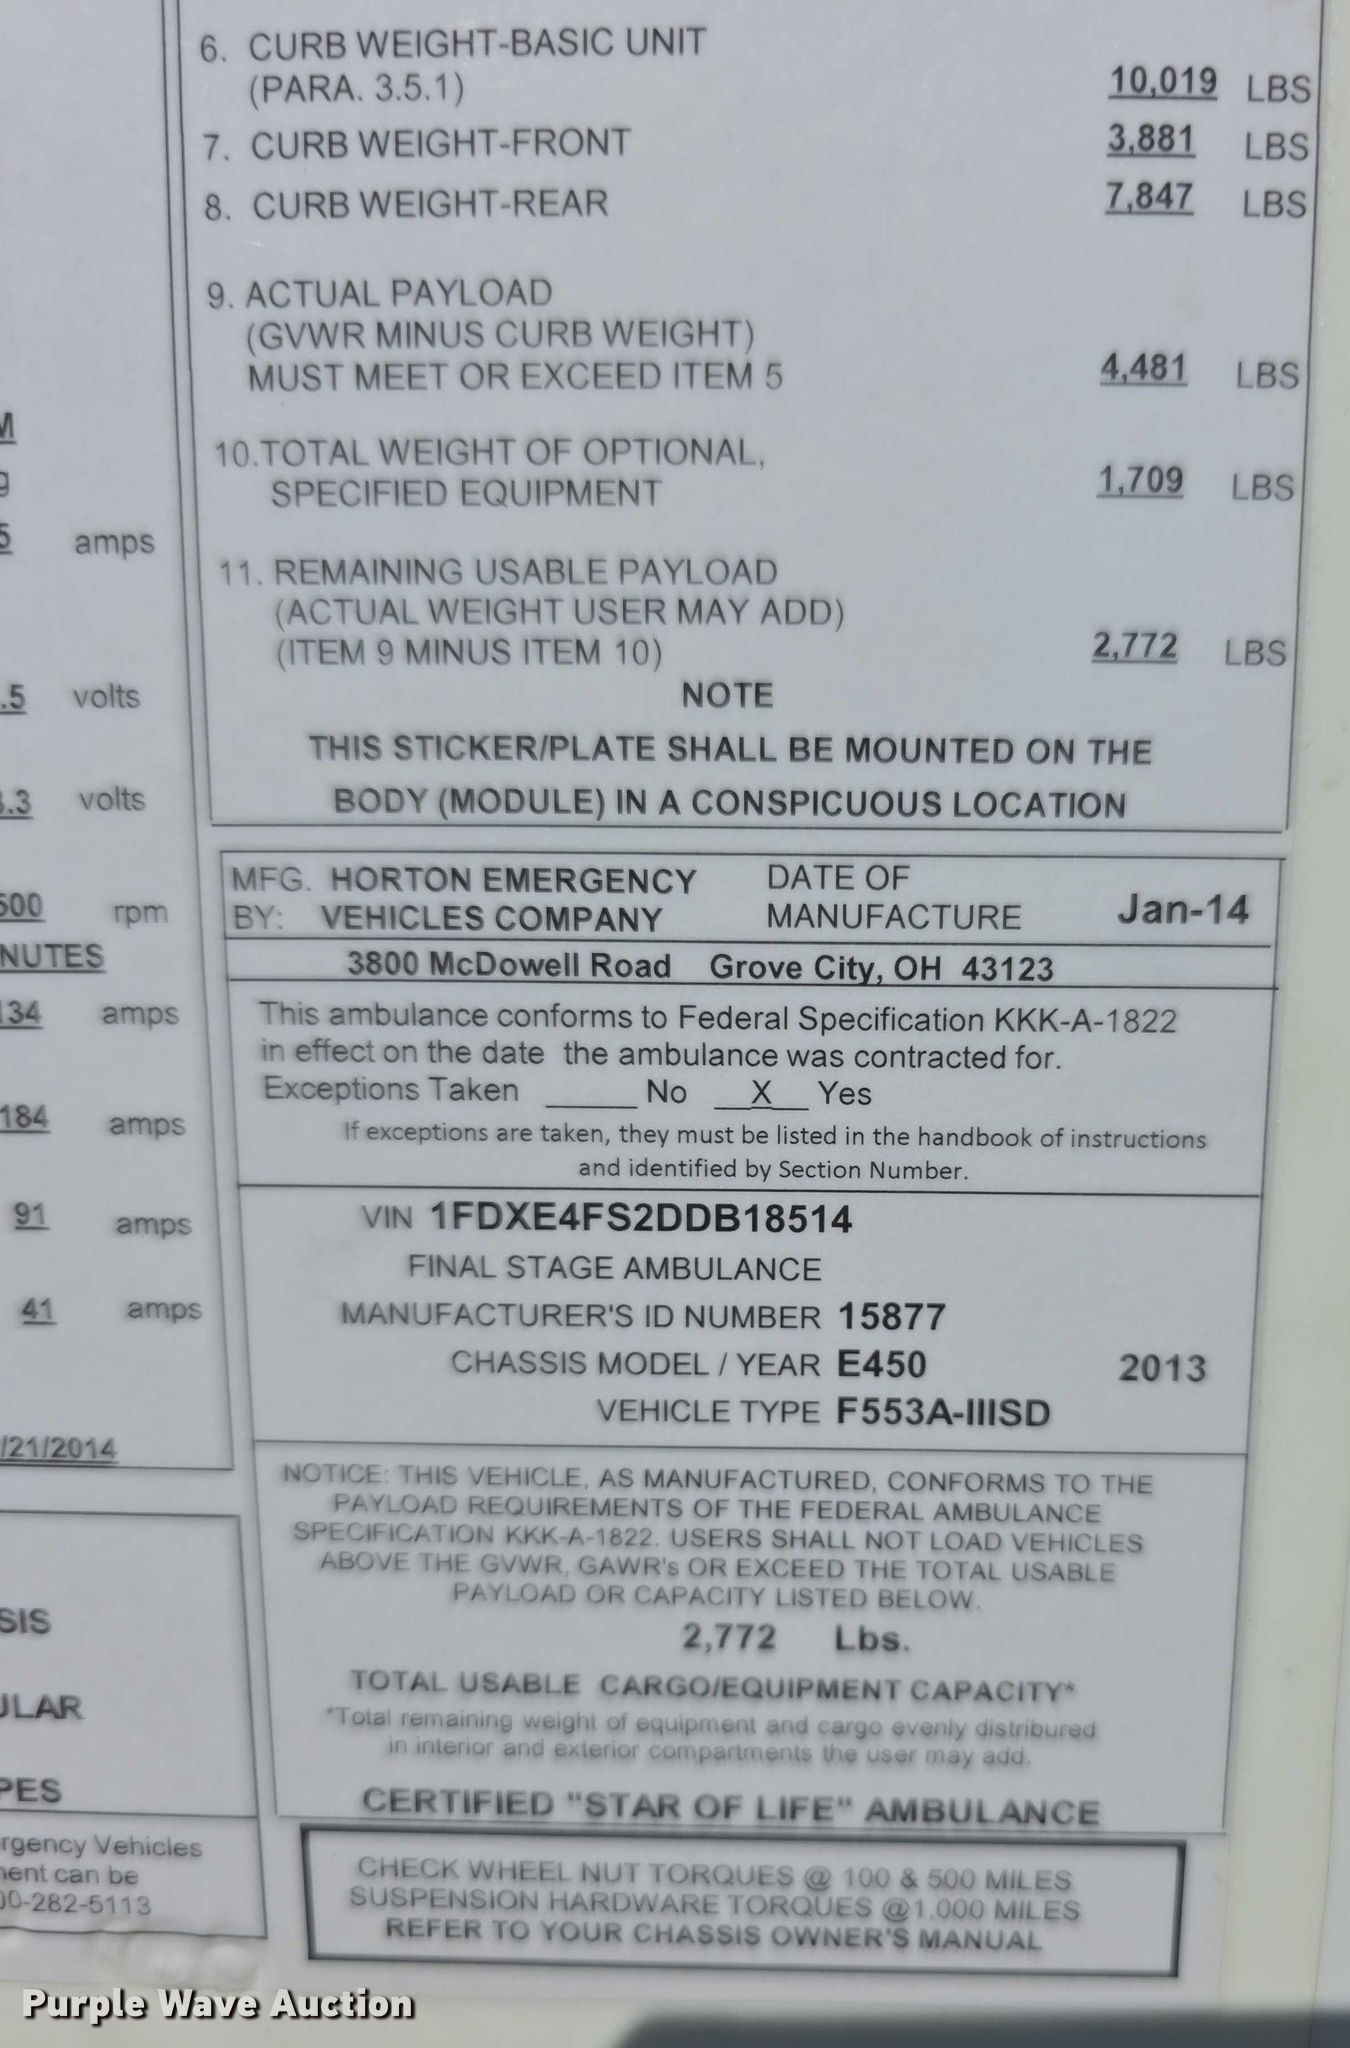 6. CURB WEIGHT-BASIC UNIT
(PARA. 3.5.1) 10,019 LBS
7. CURB WEIGHT-FRONT 3,881 LBS
8. CURB WEIGHT-REAR 7,847 LBS
9. ACTUAL PAYLOAD
(GVWR MINUS CURB WEIGHT)
MUST MEET OR EXCEED ITEM 5 4,481 LBS
10.TOTAL WEIGHT OF OPTIONAL,
SPECIFIED EQUIPMENT 1,709 LBS
11. REMAINING USABLE PAYLOAD
(ACTUAL WEIGHT USER MAY ADD)
(ITEM 9 MINUS ITEM 10) 2,772 LBS
NOTE
THIS STICKER/PLATE SHALL BE MOUNTED ON THE
BODY (MODULE) IN A CONSPICUOUS LOCATION
MFG. HORTON EMERGENCY DATE OF
BY: VEHICLES COMPANY MANUFACTURE Jan-14
3800 McDowell Road Grove City, OH 43123
This ambulance conforms to Federal Specification KKK-A-1822
in effect on the date the ambulance was contracted for.
Exceptions Taken _____ No __X__ Yes
If exceptions are taken, they must be listed in the handbook of instructions
and identified by Section Number.
VIN 1FDXE4FS2DDB18514
FINAL STAGE AMBULANCE
MANUFACTURER'S ID NUMBER 15877
CHASSIS MODEL / YEAR E450 2013
VEHICLE TYPE F553A-IIISD
NOTICE: THIS VEHICLE, AS MANUFACTURED, CONFORMS TO THE
PAYLOAD REQUIREMENTS OF THE FEDERAL AMBULANCE
SPECIFICATION KKK-A-1822. USERS SHALL NOT LOAD VEHICLES
ABOVE THE GVWR, GAWR's OR EXCEED THE TOTAL USABLE
PAYLOAD OR CAPACITY LISTED BELOW.
2,772 Lbs.
TOTAL USABLE CARGO/EQUIPMENT CAPACITY*
*Total remaining weight of equipment and cargo evenly distributed
in interior and exterior compartments the user may add.
CERTIFIED "STAR OF LIFE" AMBULANCE
CHECK WHEEL NUT TORQUES @ 100 & 500 MILES
SUSPENSION HARDWARE TORQUES @1,000 MILES
REFER TO YOUR CHASSIS OWNER'S MANUAL
amps
.5 volts
.3 volts
500 rpm
NUTES
134 amps
184 amps
91 amps
41 amps
/21/2014
SIS
ULAR
PES
rgency Vehicles
ment can be
00-282-5113
Purple Wave Auction